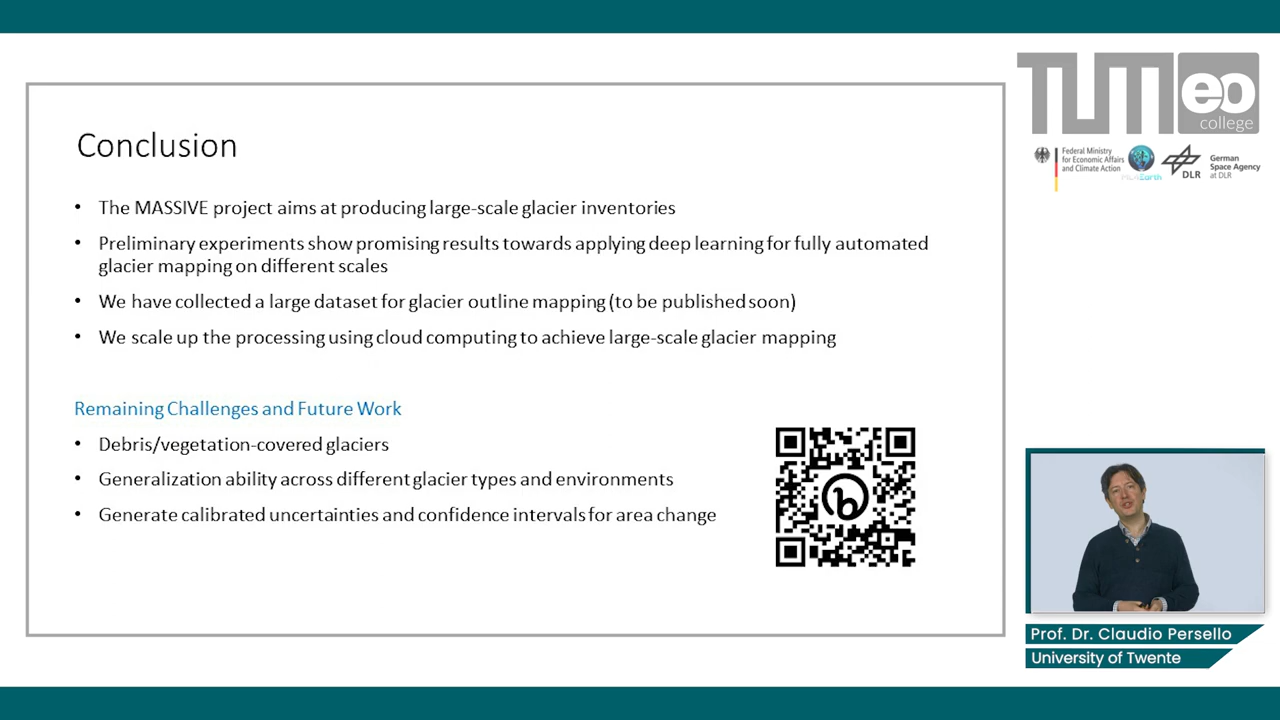 TUM
eo
college
Federal Ministry
for Economic Affairs
and Climate Action
ML4Earth
DLR
German
Space Agency
at DLR
Conclusion
• The MASSIVE project aims at producing large-scale glacier inventories
• Preliminary experiments show promising results towards applying deep learning for fully automated
glacier mapping on different scales
• We have collected a large dataset for glacier outline mapping (to be published soon)
• We scale up the processing using cloud computing to achieve large-scale glacier mapping
Remaining Challenges and Future Work
• Debris/vegetation-covered glaciers
• Generalization ability across different glacier types and environments
• Generate calibrated uncertainties and confidence intervals for area change
b
Prof. Dr. Claudio Persello
University of Twente